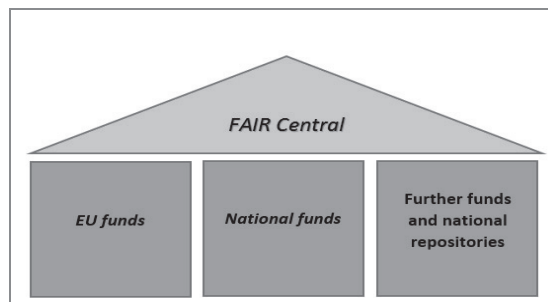 FAIR Central
EU funds
National funds
Further funds
and national
repositories